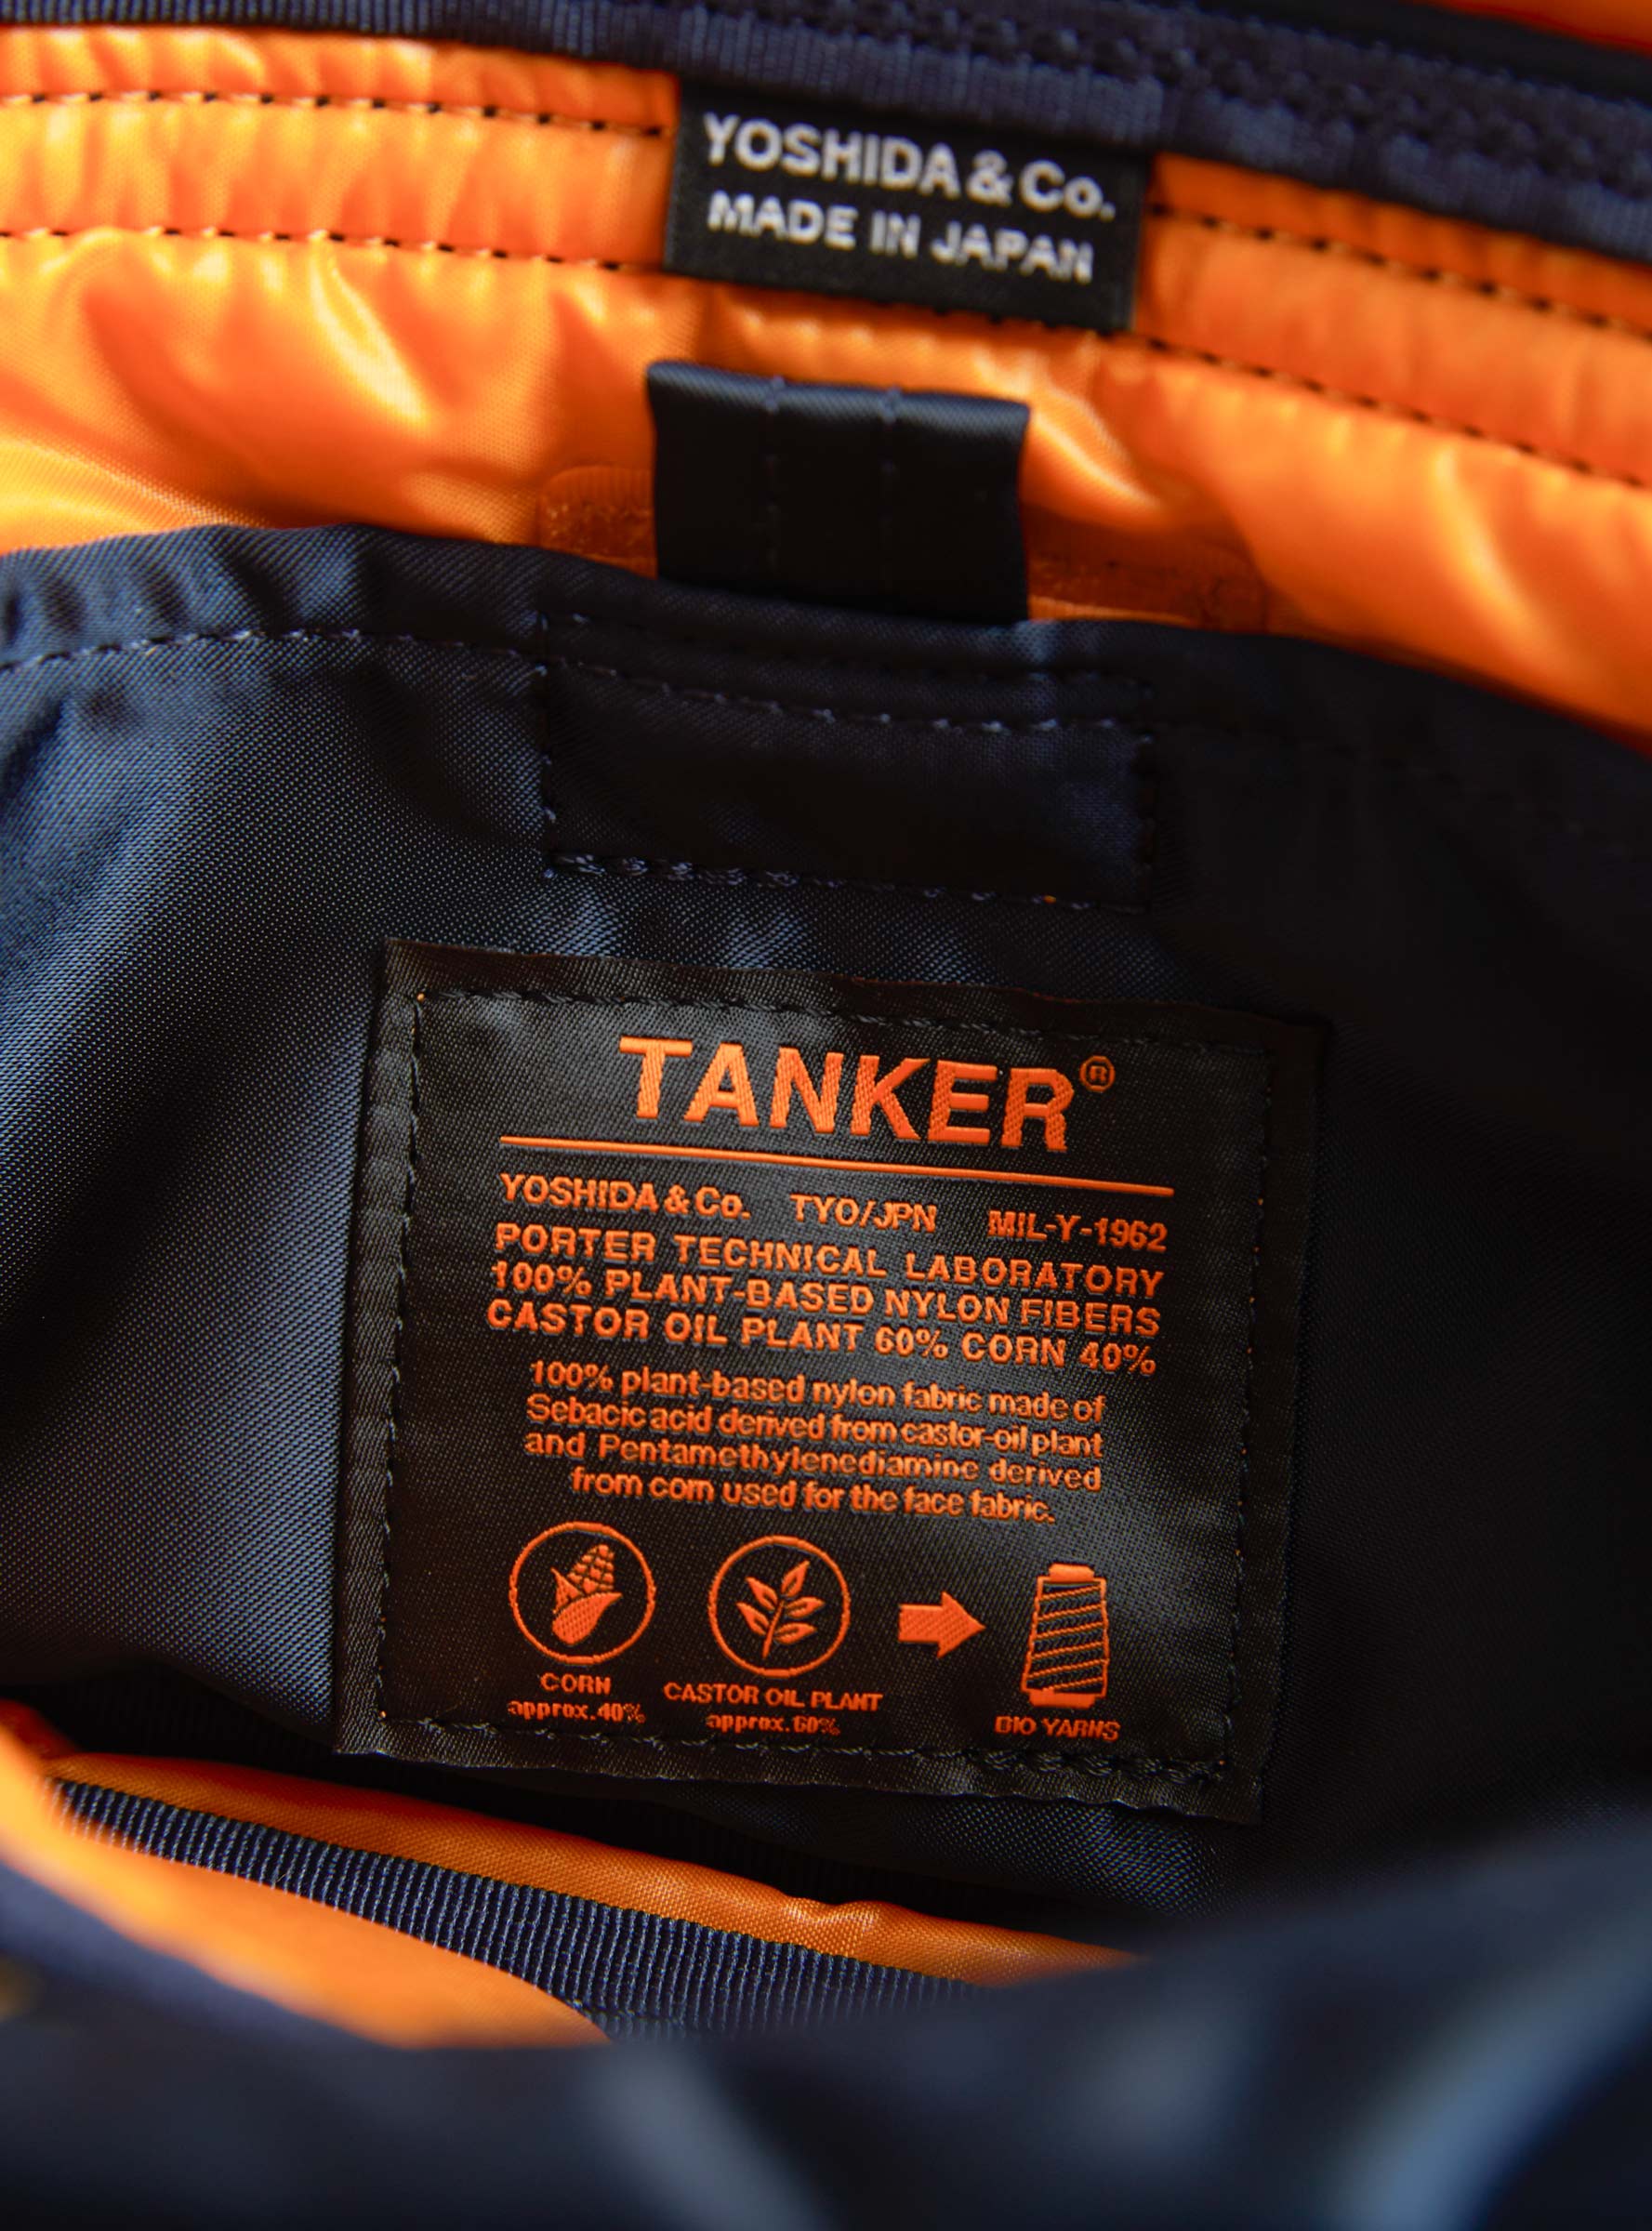 YOSHIDA & Co.
MADE IN JAPAN
TANKER®
YOSHIDA & Co. TYO/JPN MIL-Y-1962
PORTER TECHNICAL LABORATORY
100% PLANT-BASED NYLON FIBERS
CASTOR OIL PLANT 60% CORN 40%
100% plant-based nylon fabric made of
Sebacic acid derived from castor-oil plant
and Pentamethylenediamine derived
from corn used for the face fabric.
CORN
approx.40%
CASTOR OIL PLANT
approx.60%
BIO YARNS